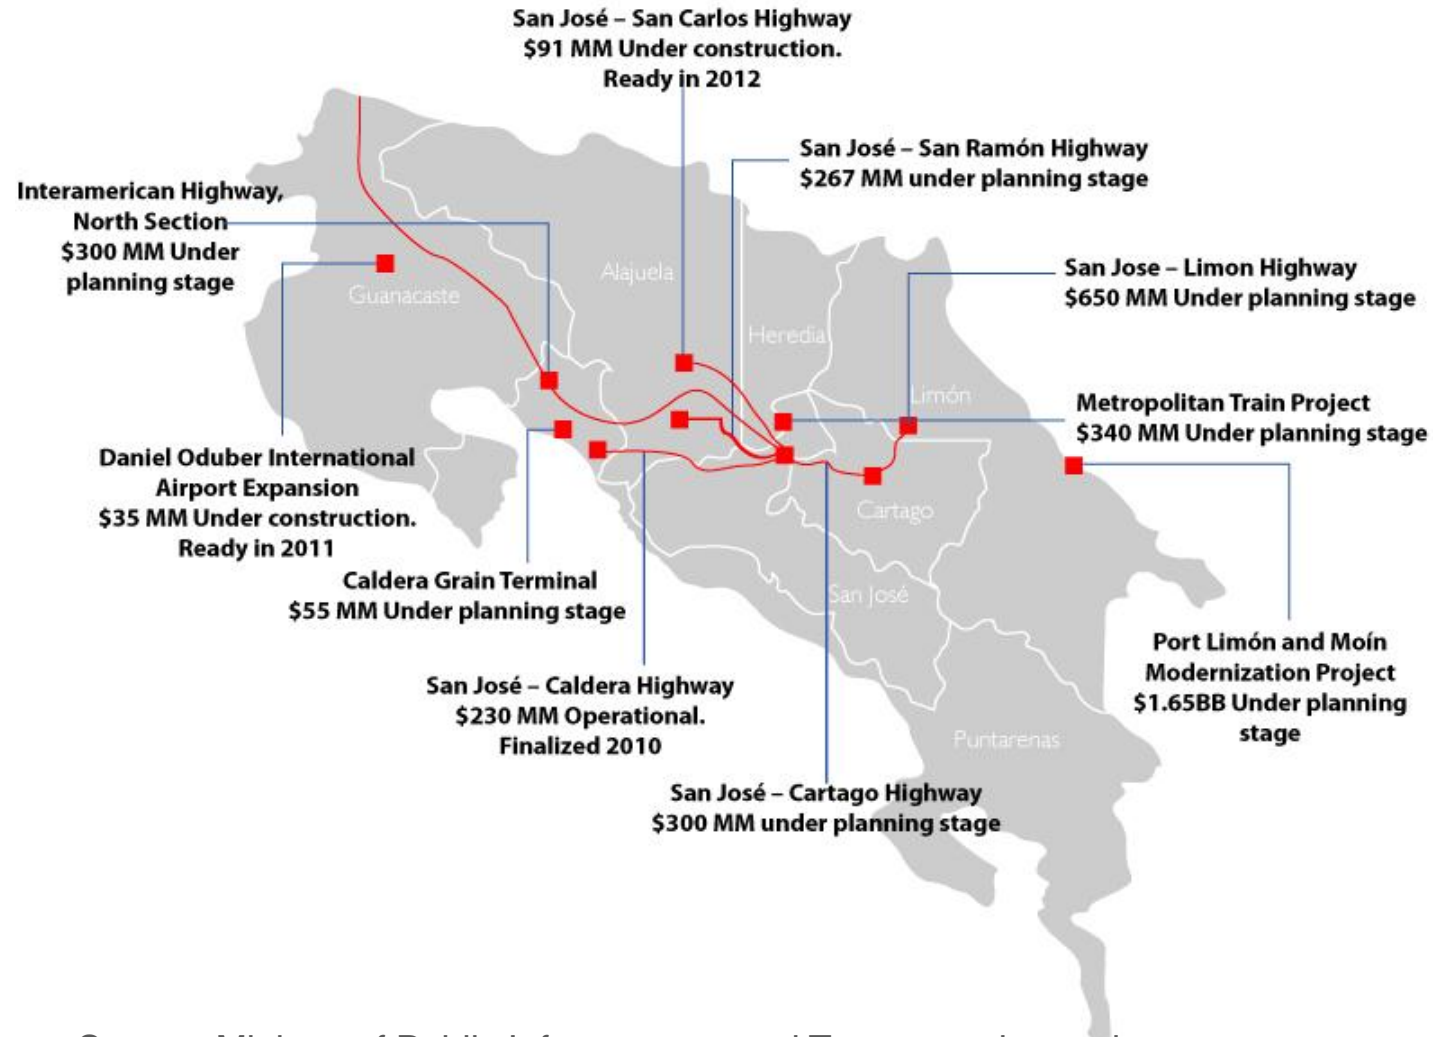 San José – San Carlos Highway
$91 MM Under construction.
Ready in 2012
San José – San Ramón Highway
$267 MM under planning stage
Interamerican Highway,
North Section
$300 MM Under
planning stage
San Jose – Limon Highway
$650 MM Under planning stage
Alajuela
Guanacaste
Heredia
Limón
Metropolitan Train Project
$340 MM Under planning stage
Daniel Oduber International
Airport Expansion
$35 MM Under construction.
Ready in 2011
Cartago
Caldera Grain Terminal
$55 MM Under planning stage
San José
Port Limón and Moín
Modernization Project
$1.65BB Under planning
stage
San José – Caldera Highway
$230 MM Operational.
Finalized 2010
Puntarenas
San José – Cartago Highway
$300 MM under planning stage